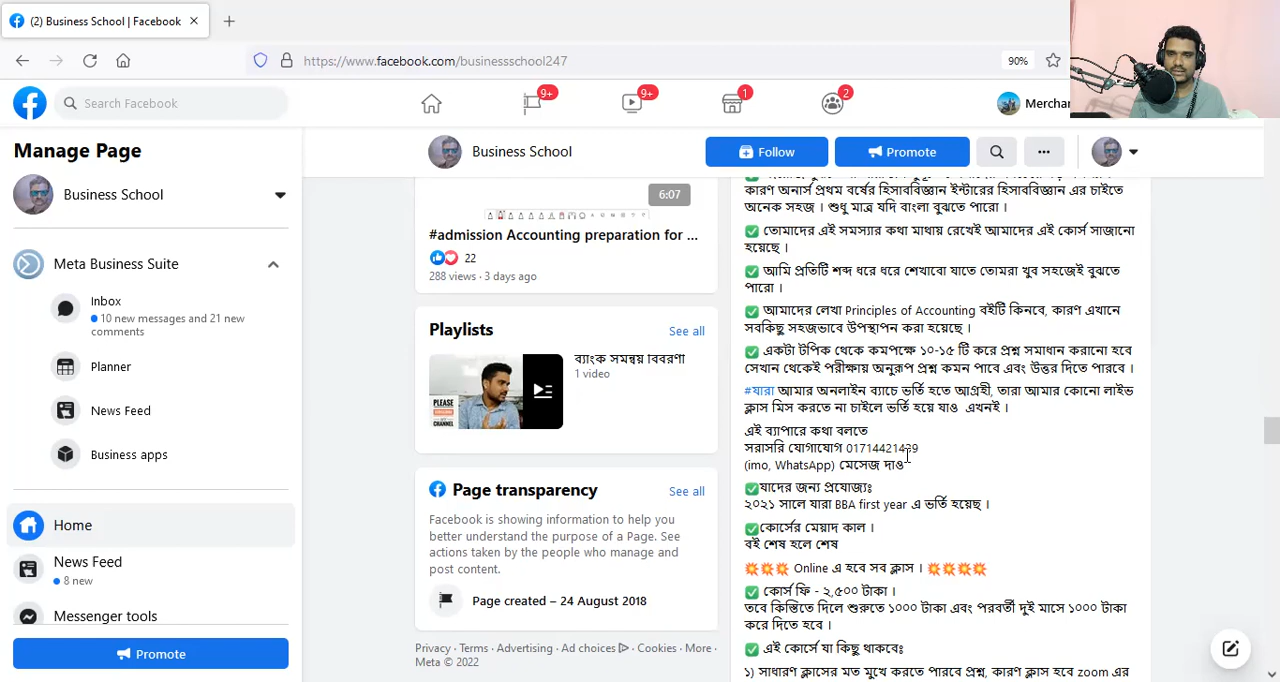 (2) Business School | Facebook
https://www.facebook.com/businessschool247
90%
Search Facebook
9+
9+
1
2
Merchan
Manage Page
Business School
Meta Business Suite
Inbox
10 new messages and 21 new
comments
Planner
News Feed
Business apps
Home
News Feed
8 new
Messenger tools
Promote
Business School
Follow
Promote
6:07
#admission Accounting preparation for ...
22
288 views · 3 days ago
Playlists
See all
PLEASE
CHANNEL
ব্যাংক সমন্বয় বিবরণী
1 video
Page transparency
See all
Facebook is showing information to help you
better understand the purpose of a Page. See
actions taken by the people who manage and
post content.
Page created – 24 August 2018
Privacy · Terms · Advertising · Ad choices · Cookies · More ·
Meta © 2022
কারণ অনার্স প্রথম বর্ষের হিসাববিজ্ঞান ইন্টারের হিসাববিজ্ঞান এর চাইতে
অনেক সহজ । শুধু মাত্র যদি বাংলা বুঝতে পারো ।
✅ তোমাদের এই সমস্যার কথা মাথায় রেখেই আমাদের এই কোর্স সাজানো
হয়েছে ।
✅ আমি প্রতিটি শব্দ ধরে ধরে শেখাবো যাতে তোমরা খুব সহজেই বুঝতে
পারো ।
✅ আমাদের লেখা Principles of Accounting বইটি কিনবে, কারণ এখানে
সবকিছু সহজভাবে উপস্থাপন করা হয়েছে ।
✅ একটা টপিক থেকে কমপক্ষে ১০-১৫ টি করে প্রশ্ন সমাধান করানো হবে
সেখান থেকেই পরীক্ষায় অনুরূপ প্রশ্ন কমন পাবে এবং উত্তর দিতে পারবে ।
#যারা আমার অনলাইন ব্যাচে ভর্তি হতে আগ্রহী, তারা আমার কোনো লাইভ
ক্লাস মিস করতে না চাইলে ভর্তি হয়ে যাও এখনই ।
এই ব্যাপারে কথা বলতে
সরাসরি যোগাযোগ 01714421439
(imo, WhatsApp) মেসেজ দাও
✅যাদের জন্য প্রযোজ্যঃ
২০২১ সালে যারা BBA first year এ ভর্তি হয়েছ ।
✅কোর্সের মেয়াদ কাল ।
বই শেষ হলে শেষ
💥💥💥 Online এ হবে সব ক্লাস । 💥💥💥💥
✅ কোর্স ফি - ২,৫০০ টাকা ।
তবে কিস্তিতে দিলে শুরুতে ১০০০ টাকা এবং পরবর্তী দুই মাসে ১০০০ টাকা
করে দিতে হবে ।
✅ এই কোর্সে যা কিছু থাকবেঃ
১) সাধারণ ক্লাসের মত মুখে করতে পারবে প্রশ্ন, কারণ ক্লাস হবে zoom এর